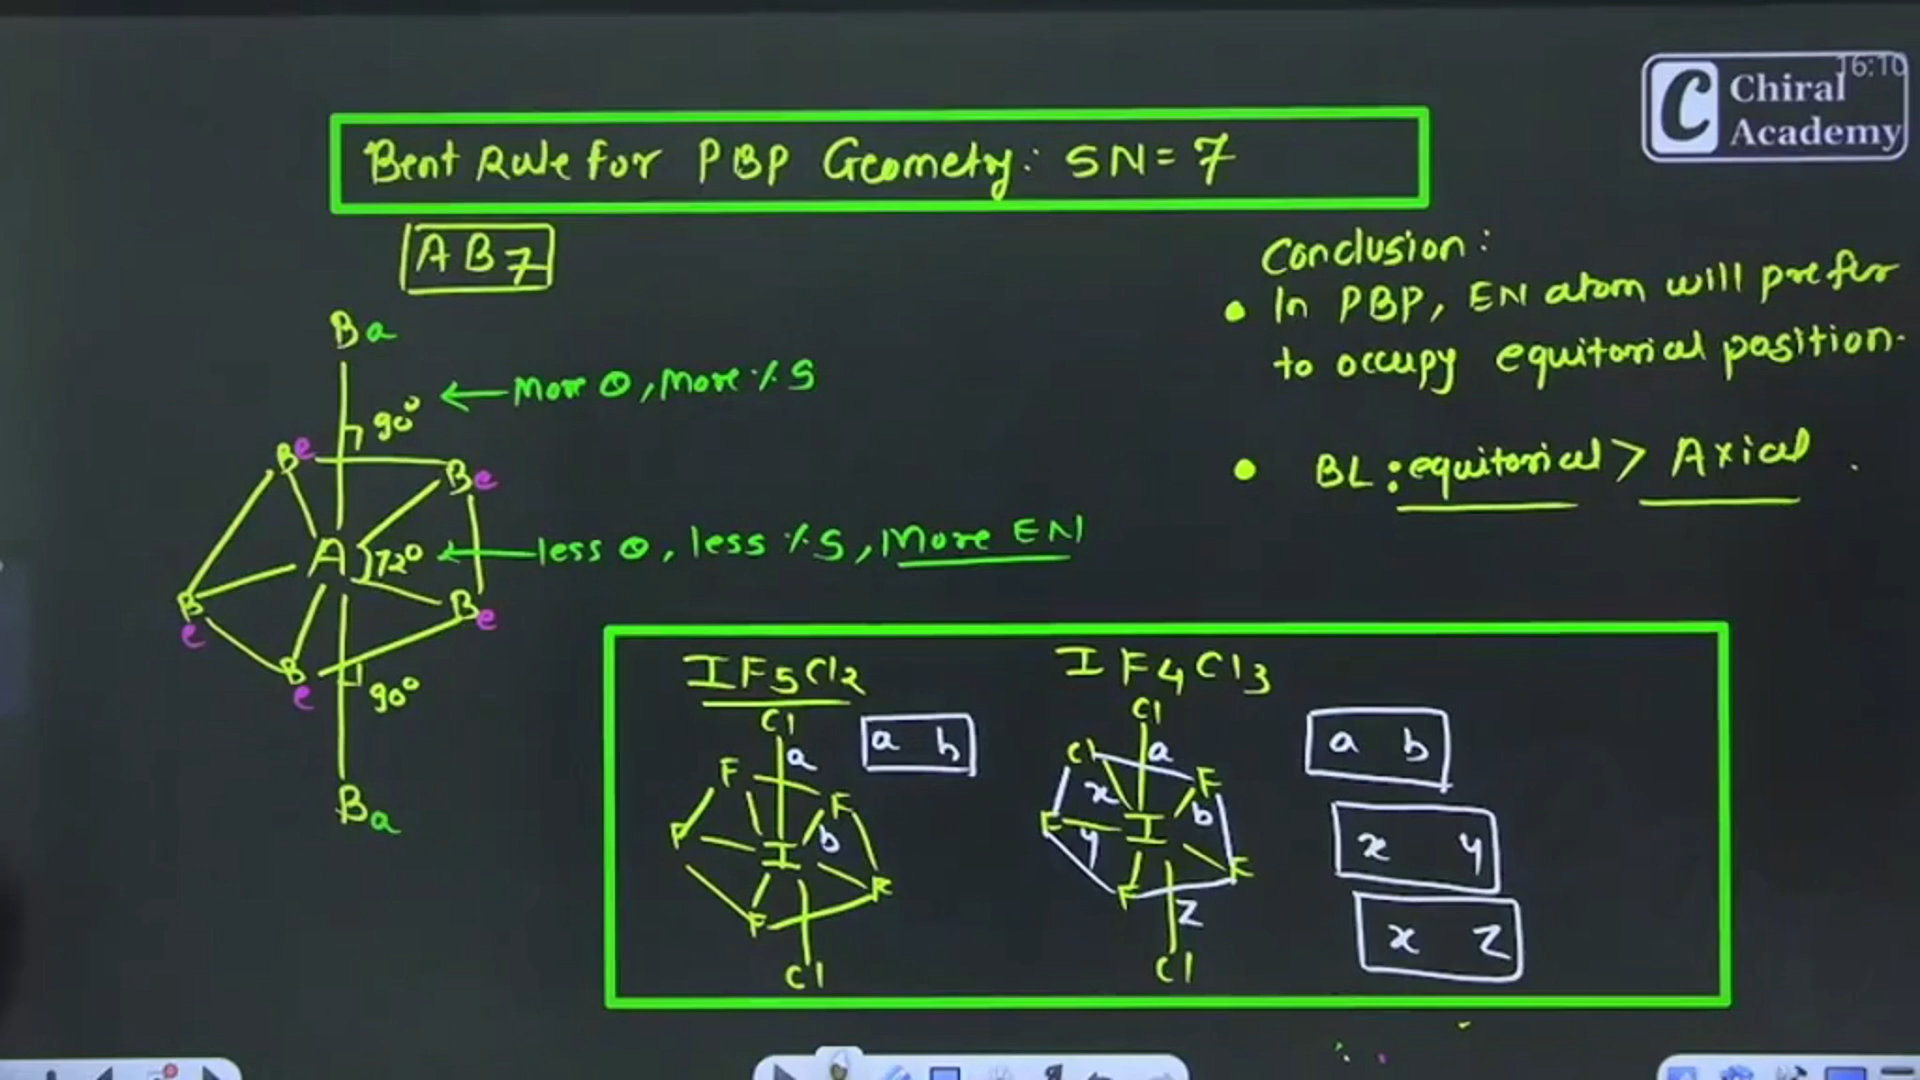 16:10
Chiral
Academy
Bent Rule for PBP Geometry: SN = 7
AB7
Conclusion:
• In PBP, EN atom will prefer
to occupy equitorial position.
• BL : equitorial > Axial
Ba
90°
← More θ, More % S
Be
Be
A
72°
← less θ, less % S, More EN
B
e
Be
B
e
90°
Ba
IF5Cl2
Cl
a
a b
F
F
F
b
I
F
F
Cl
IF4Cl3
Cl
a
a b
Cl
F
x
b
F
I
y
x y
F
F
z
x z
Cl